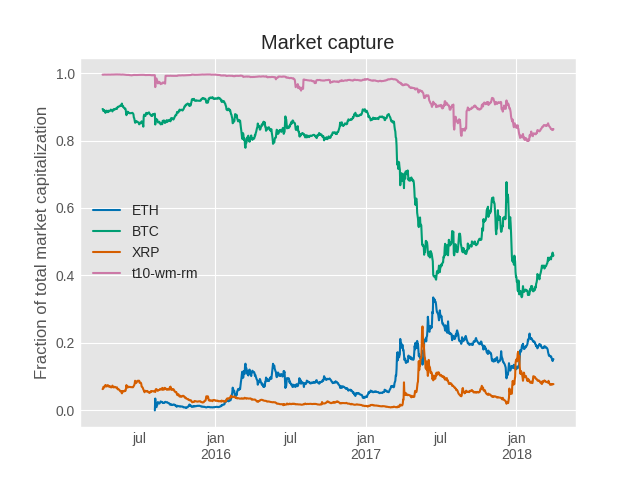 Market capture
Fraction of total market capitalization
1.0
0.8
0.6
0.4
0.2
0.0
ETH
BTC
XRP
t10-wm-rm
jul
jan
2016
jul
jan
2017
jul
jan
2018